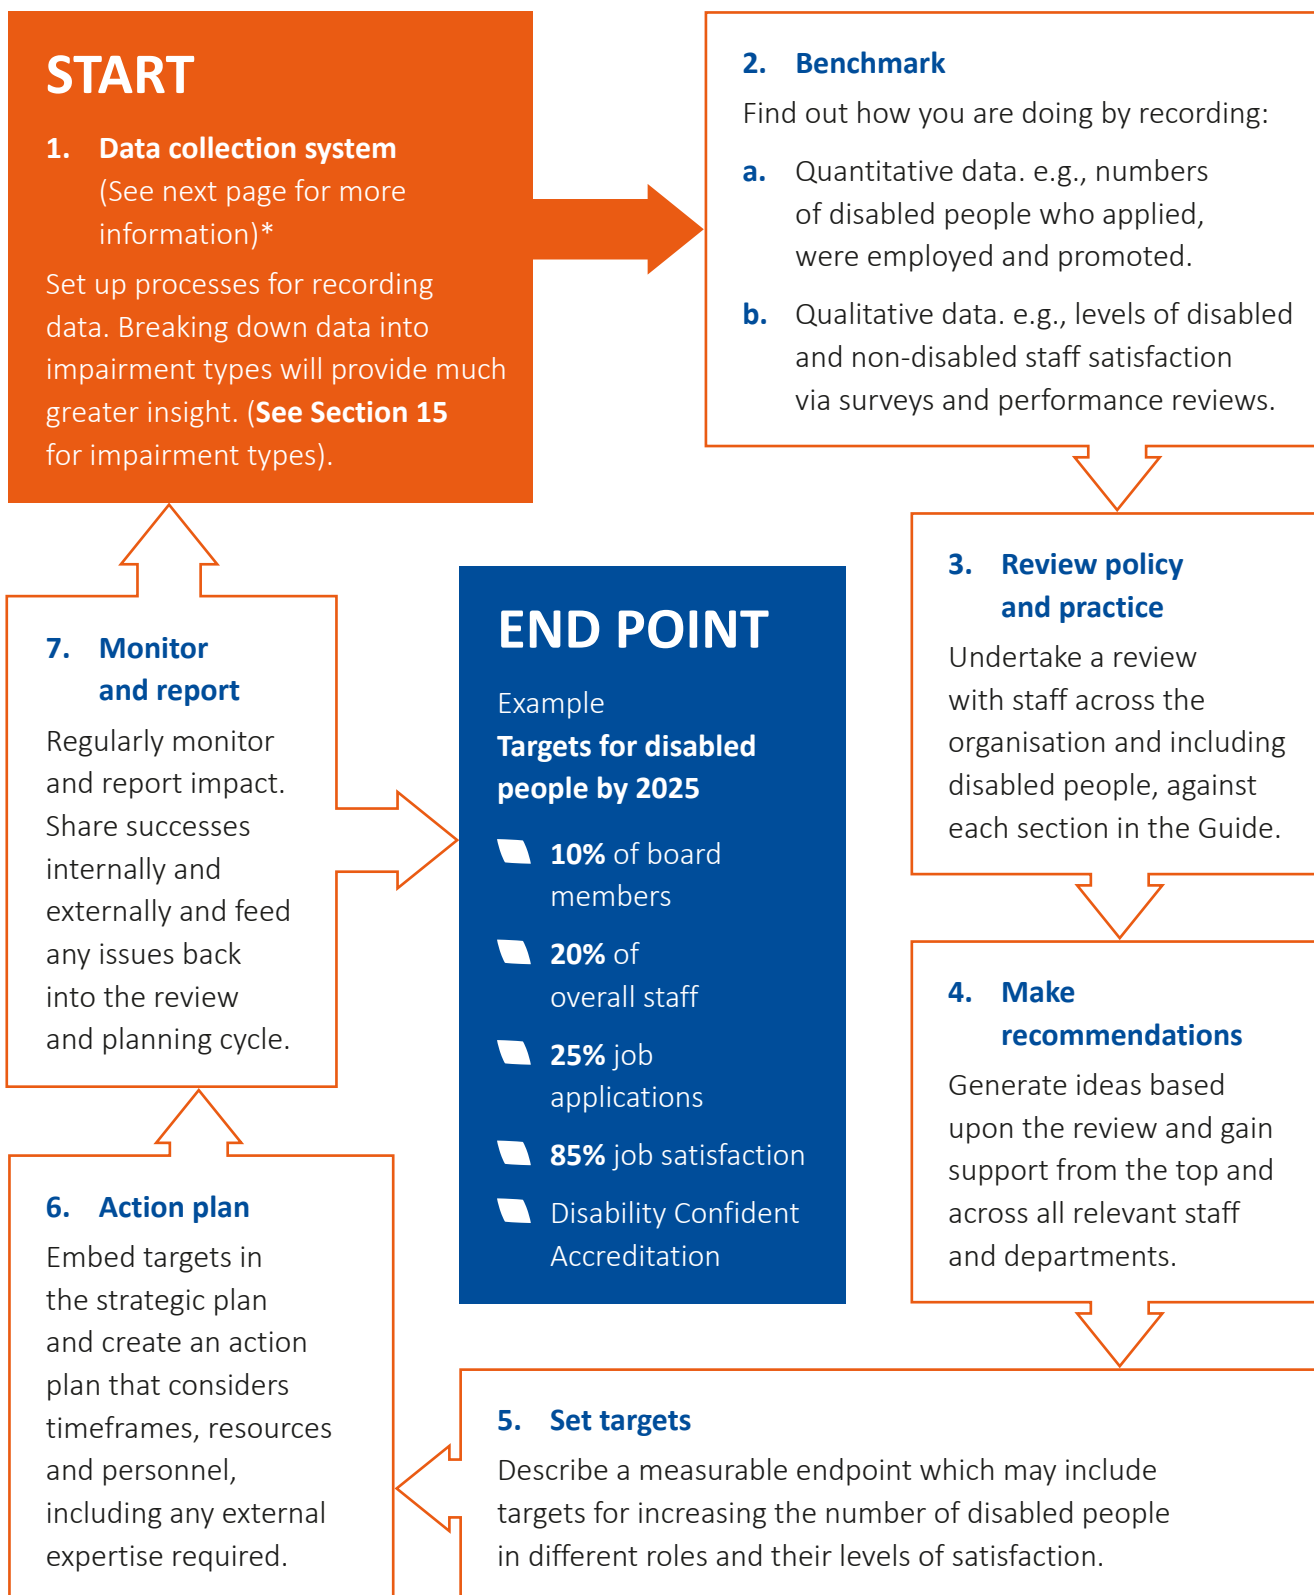 START
1. Data collection system
(See next page for more
information)*
Set up processes for recording
data. Breaking down data into
impairment types will provide much
greater insight. (See Section 15
for impairment types).
2. Benchmark
Find out how you are doing by recording:
a. Quantitative data. e.g., numbers
of disabled people who applied,
were employed and promoted.
b. Qualitative data. e.g., levels of disabled
and non-disabled staff satisfaction
via surveys and performance reviews.
3. Review policy
and practice
Undertake a review
with staff across the
organisation and including
disabled people, against
each section in the Guide.
4. Make
recommendations
Generate ideas based
upon the review and gain
support from the top and
across all relevant staff
and departments.
5. Set targets
Describe a measurable endpoint which may include
targets for increasing the number of disabled people
in different roles and their levels of satisfaction.
6. Action plan
Embed targets in
the strategic plan
and create an action
plan that considers
timeframes, resources
and personnel,
including any external
expertise required.
7. Monitor
and report
Regularly monitor
and report impact.
Share successes
internally and
externally and feed
any issues back
into the review
and planning cycle.
END POINT
Example
Targets for disabled
people by 2025
10% of board
members
20% of
overall staff
25% job
applications
85% job satisfaction
Disability Confident
Accreditation